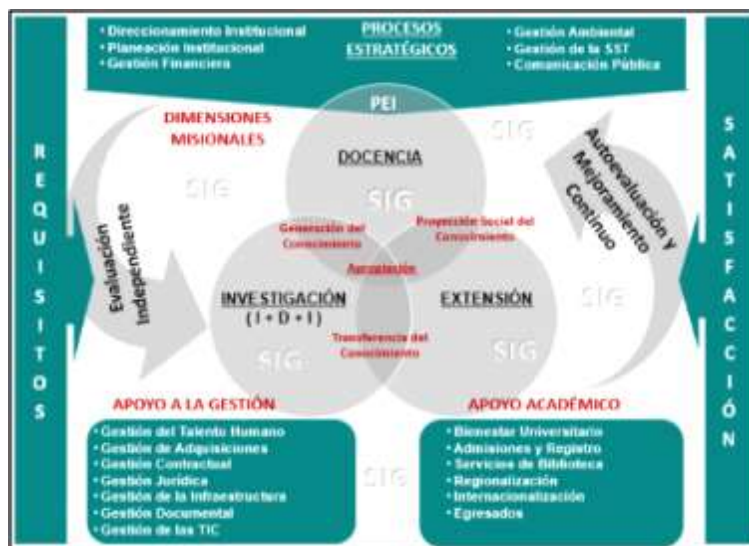 • Direccionamiento Institucional
• Planeación Institucional
• Gestión Financiera
PROCESOS
ESTRATÉGICOS
• Gestión Ambiental
• Gestión de la SST
• Comunicación Pública
PEI
DIMENSIONES
MISIONALES
SIG
SIG
DOCENCIA
SIG
REQUISITOS
SATISFACCIÓN
Evaluación
Independiente
Autoevaluación Y
Mejoramiento
Continuo
Generación del
Conocimiento
Proyección Social del
Conocimiento
Apropiación
INVESTIGACIÓN
( I + D + I )
EXTENSIÓN
SIG
Transferencia del
Conocimiento
SIG
SIG
APOYO A LA GESTIÓN
• Gestión del Talento Humano
• Gestión de Adquisiciones
• Gestión Contractual
• Gestión Jurídica
• Gestión de la Infraestructura
• Gestión Documental
• Gestión de las TIC
SIG
APOYO ACADÉMICO
• Bienestar Universitario
• Admisiones y Registro
• Servicios de Biblioteca
• Regionalización
• Internacionalización
• Egresados